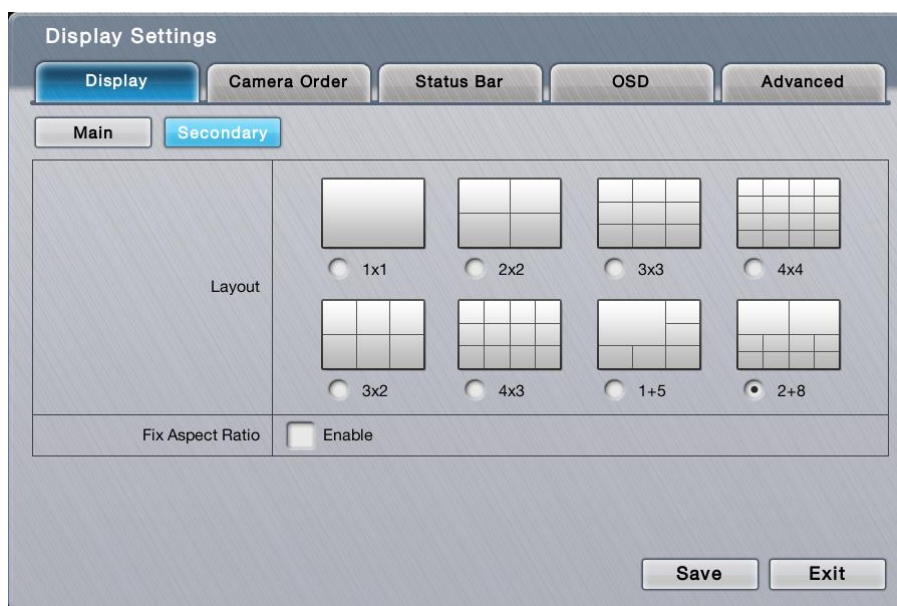 Display Settings
Display Camera Order Status Bar OSD Advanced
Main Secondary
Layout
1x1 2x2 3x3 4x4
3x2 4x3 1+5 2+8
Fix Aspect Ratio Enable
Save Exit